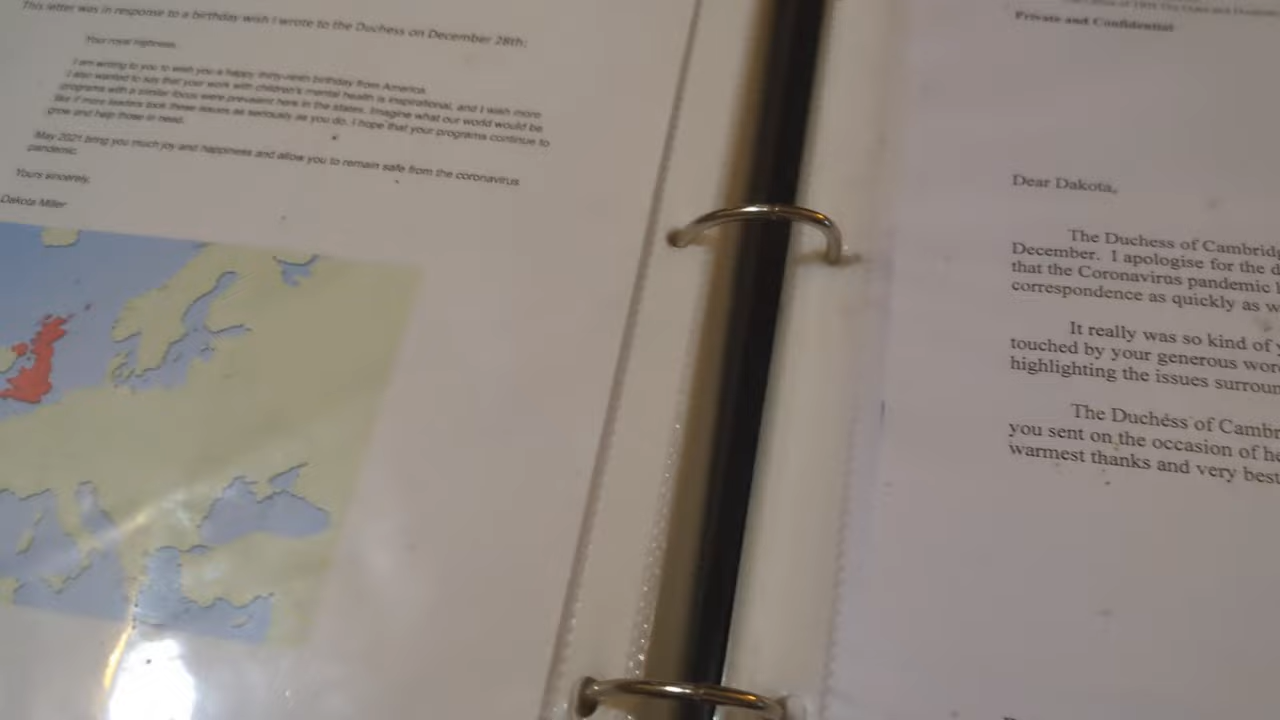 This letter was in response to a birthday wish I wrote to the Duchess on December 28th:
Your royal highness,
I am writing to you to wish you a happy thirty-ninth birthday from America.
I also wanted to say that your work with children's mental health is inspirational, and I wish more
programs with a similar focus were prevalent here in the states. Imagine what our world would be
like if more leaders took these issues as seriously as you do. I hope that your programs continue to
grow and help those in need.
May 2021 bring you much joy and happiness and allow you to remain safe from the coronavirus
pandemic.
Yours sincerely,
Dakota Miller
Private and Confidential
Dear Dakota,
The Duchess of Cambridg
December. I apologise for the d
that the Coronavirus pandemic
correspondence as quickly as w
It really was so kind of
touched by your generous wor
highlighting the issues surroun
The Duchess of Camb
you sent on the occasion of he
warmest thanks and very best